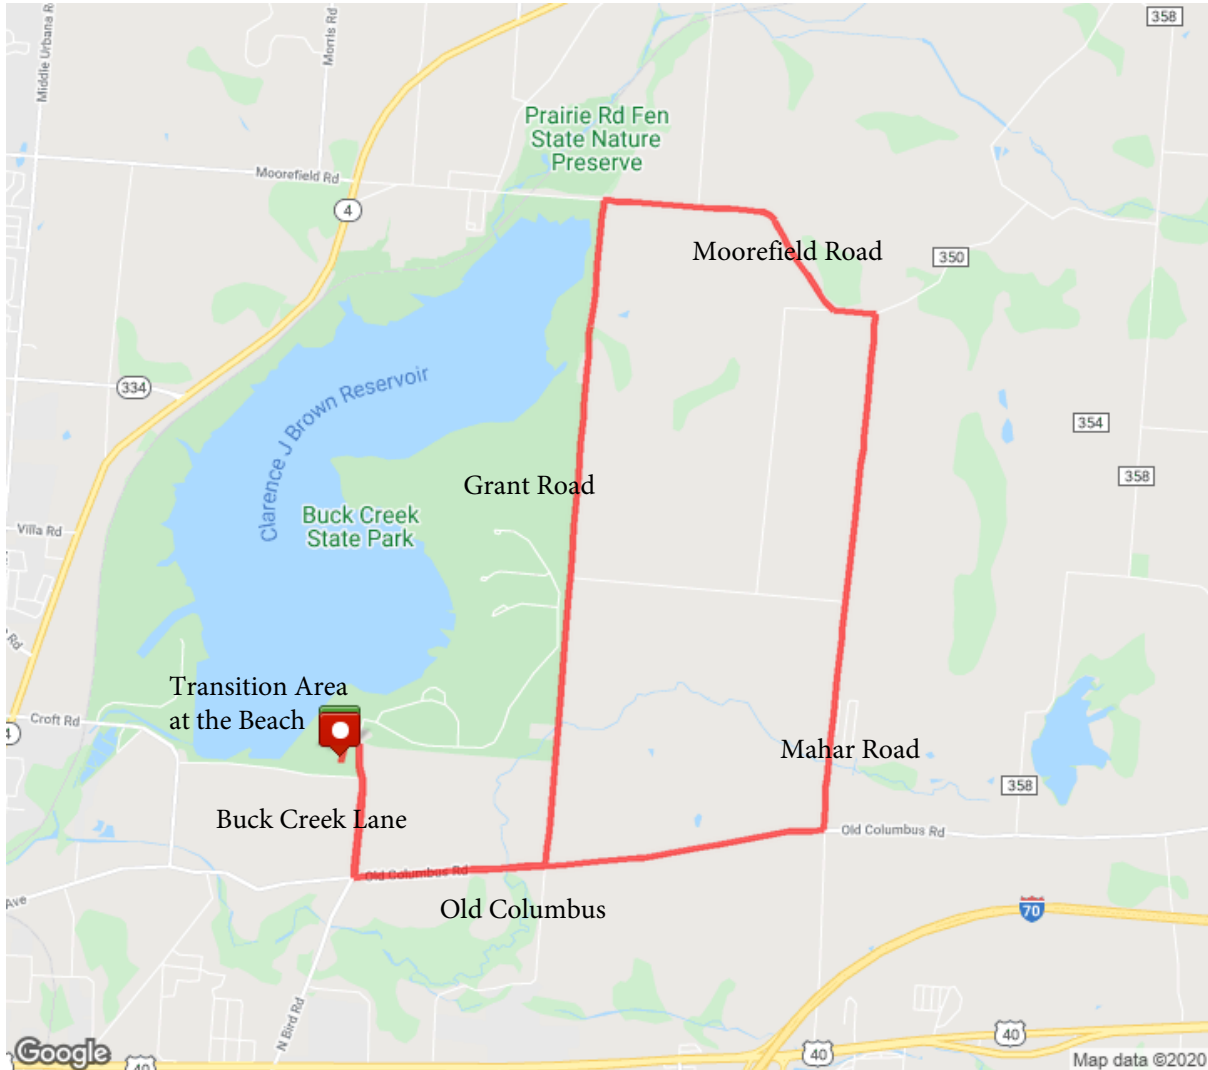 358
Middle Urbana R
Morris Rd
Prairie Rd Fen
State Nature
Preserve
Moorefield Rd
4
Moorefield Road
350
334
Clarence J Brown Reservoir
354
358
Grant Road
Buck Creek
State Park
Villa Rd
Rd
Transition Area
at the Beach
Croft Rd
4
Mahar Road
358
Buck Creek Lane
Old Columbus Rd
Old Columbus Rd
Ave
Old Columbus
70
N Bird Rd
40
40
40
Google
Map data ©2020